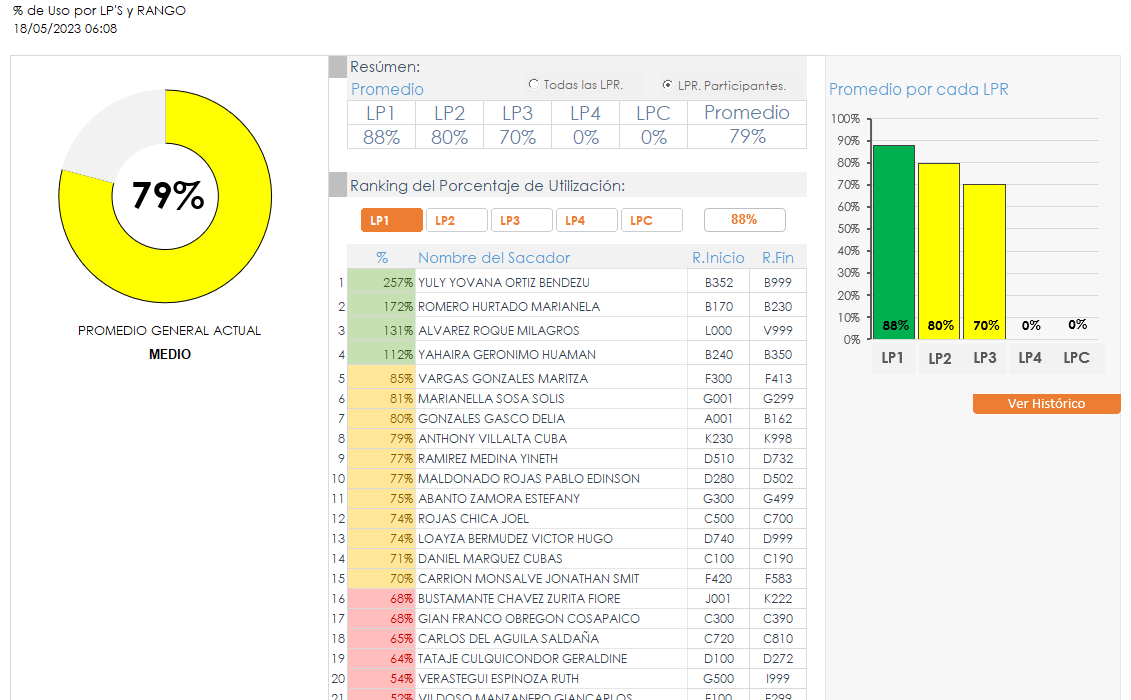 % de Uso por LP'S y RANGO
18/05/2023 06:08
79%
PROMEDIO GENERAL ACTUAL
MEDIO
Resúmen:
Promedio
Todas las LPR.
LPR. Participantes.
LP1 LP2 LP3 LP4 LPC Promedio
88% 80% 70% 0% 0% 79%
Ranking del Porcentaje de Utilización:
LP1 LP2 LP3 LP4 LPC 88%
% Nombre del Sacador R.Inicio R.Fin
1 257% YULY YOVANA ORTIZ BENDEZU B352 B999
2 172% ROMERO HURTADO MARIANELA B170 B230
3 131% ALVAREZ ROQUE MILAGROS L000 V999
4 112% YAHAIRA GERONIMO HUAMAN B240 B350
5 85% VARGAS GONZALES MARITZA F300 F413
6 81% MARIANELLA SOSA SOLIS G001 G299
7 80% GONZALES GASCO DELIA A001 B162
8 79% ANTHONY VILLALTA CUBA K230 K998
9 77% RAMIREZ MEDINA YINETH D510 D732
10 77% MALDONADO ROJAS PABLO EDINSON D280 D502
11 75% ABANTO ZAMORA ESTEFANY G300 G499
12 74% ROJAS CHICA JOEL C500 C700
13 74% LOAYZA BERMUDEZ VICTOR HUGO D740 D999
14 71% DANIEL MARQUEZ CUBAS C100 C190
15 70% CARRION MONSALVE JONATHAN SMIT F420 F583
16 68% BUSTAMANTE CHAVEZ ZURITA FIORE J001 K222
17 68% GIAN FRANCO OBREGON COSAPAICO C300 C390
18 65% CARLOS DEL AGUILA SALDAÑA C720 C810
19 64% TATAJE CULQUICONDOR GERALDINE D100 D272
20 54% VERASTEGUI ESPINOZA RUTH G500 I999
21 52% VILDOSO MANZANERO GIANCARLOS F100 F299
Promedio por cada LPR
100%
90%
80%
70%
60%
50%
40%
30%
20%
10%
0%
88% 80% 70% 0% 0%
LP1 LP2 LP3 LP4 LPC
Ver Histórico